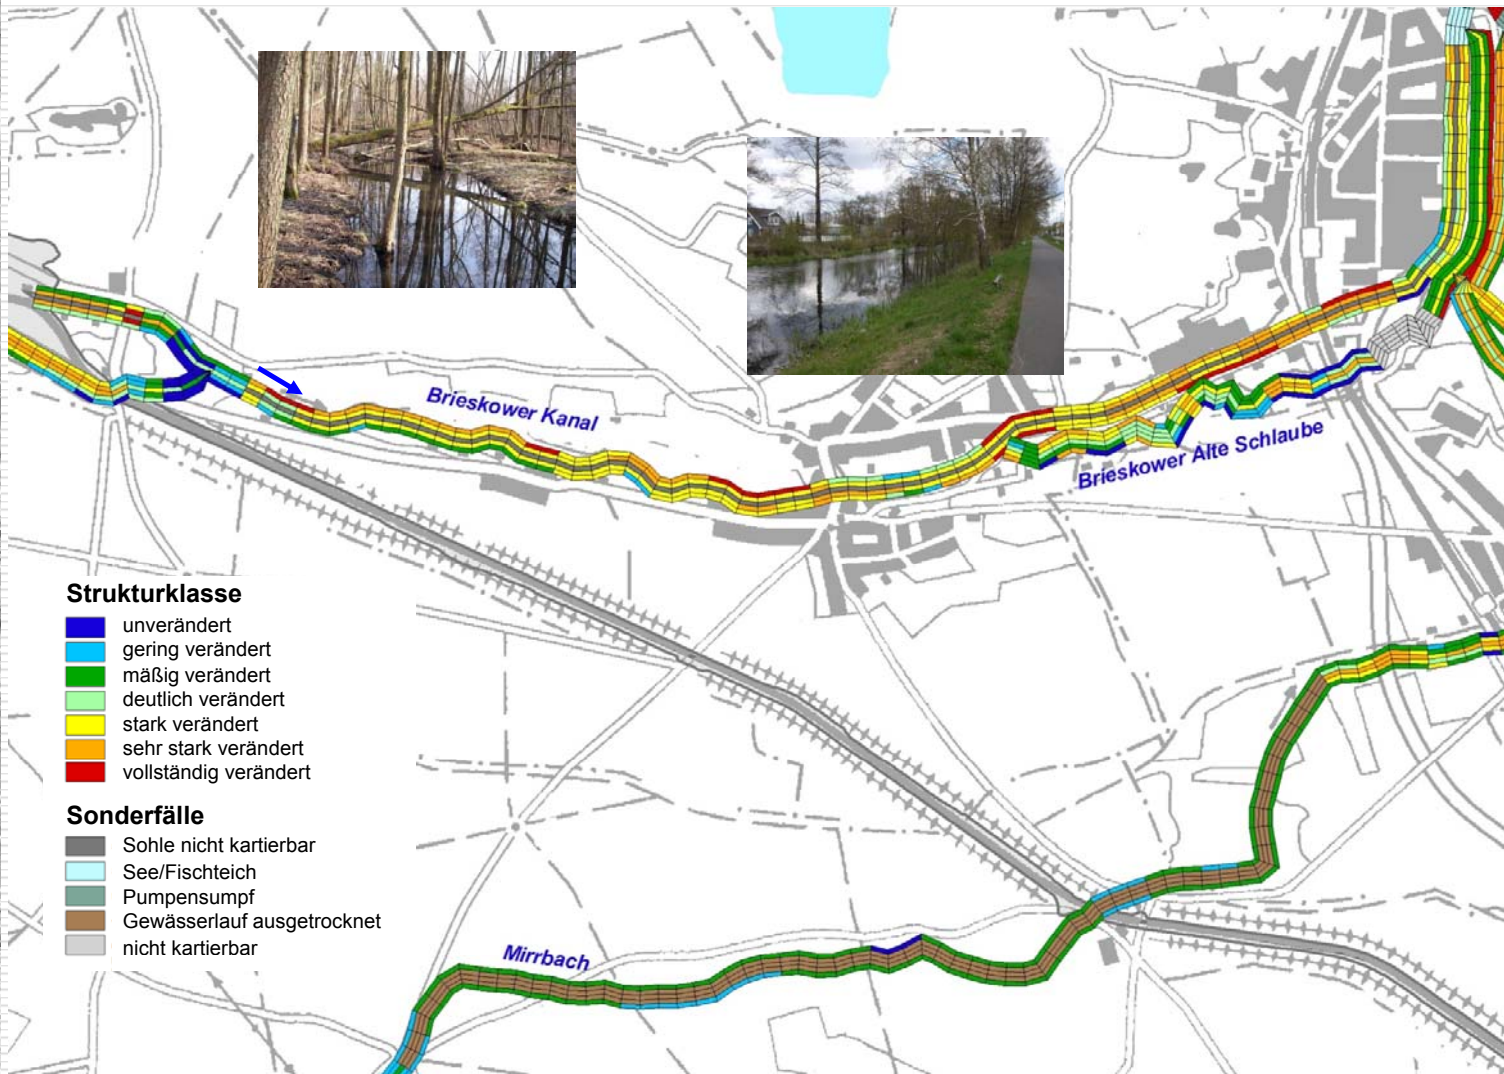 Brieskower Kanal
Brieskower Alte Schlaube
Strukturklasse
unverändert
gering verändert
mäßig verändert
deutlich verändert
stark verändert
sehr stark verändert
vollständig verändert
Sonderfälle
Sohle nicht kartierbar
See/Fischteich
Pumpensumpf
Gewässerlauf ausgetrocknet
nicht kartierbar
Mirrbach